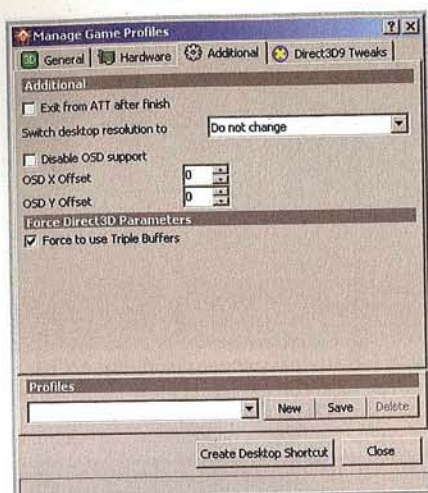 Manage Game Profiles
3D General Hardware Additional Direct3D9 Tweaks
Additional
Exit from ATT after finish
Switch desktop resolution to Do not change
Disable OSD support
OSD X Offset 0
OSD Y Offset 0
Force Direct3D Parameters
Force to use Triple Buffers
Profiles
New Save Delete
Create Desktop Shortcut Close